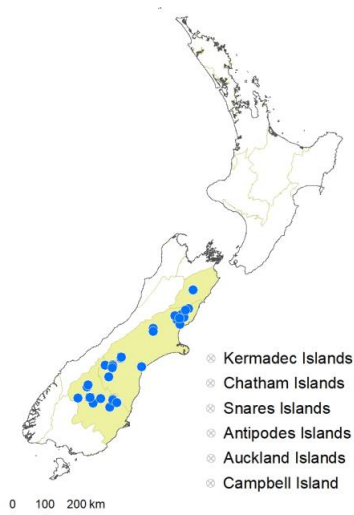 Kermadec Islands
Chatham Islands
Snares Islands
Antipodes Islands
Auckland Islands
Campbell Island
0 100 200 km